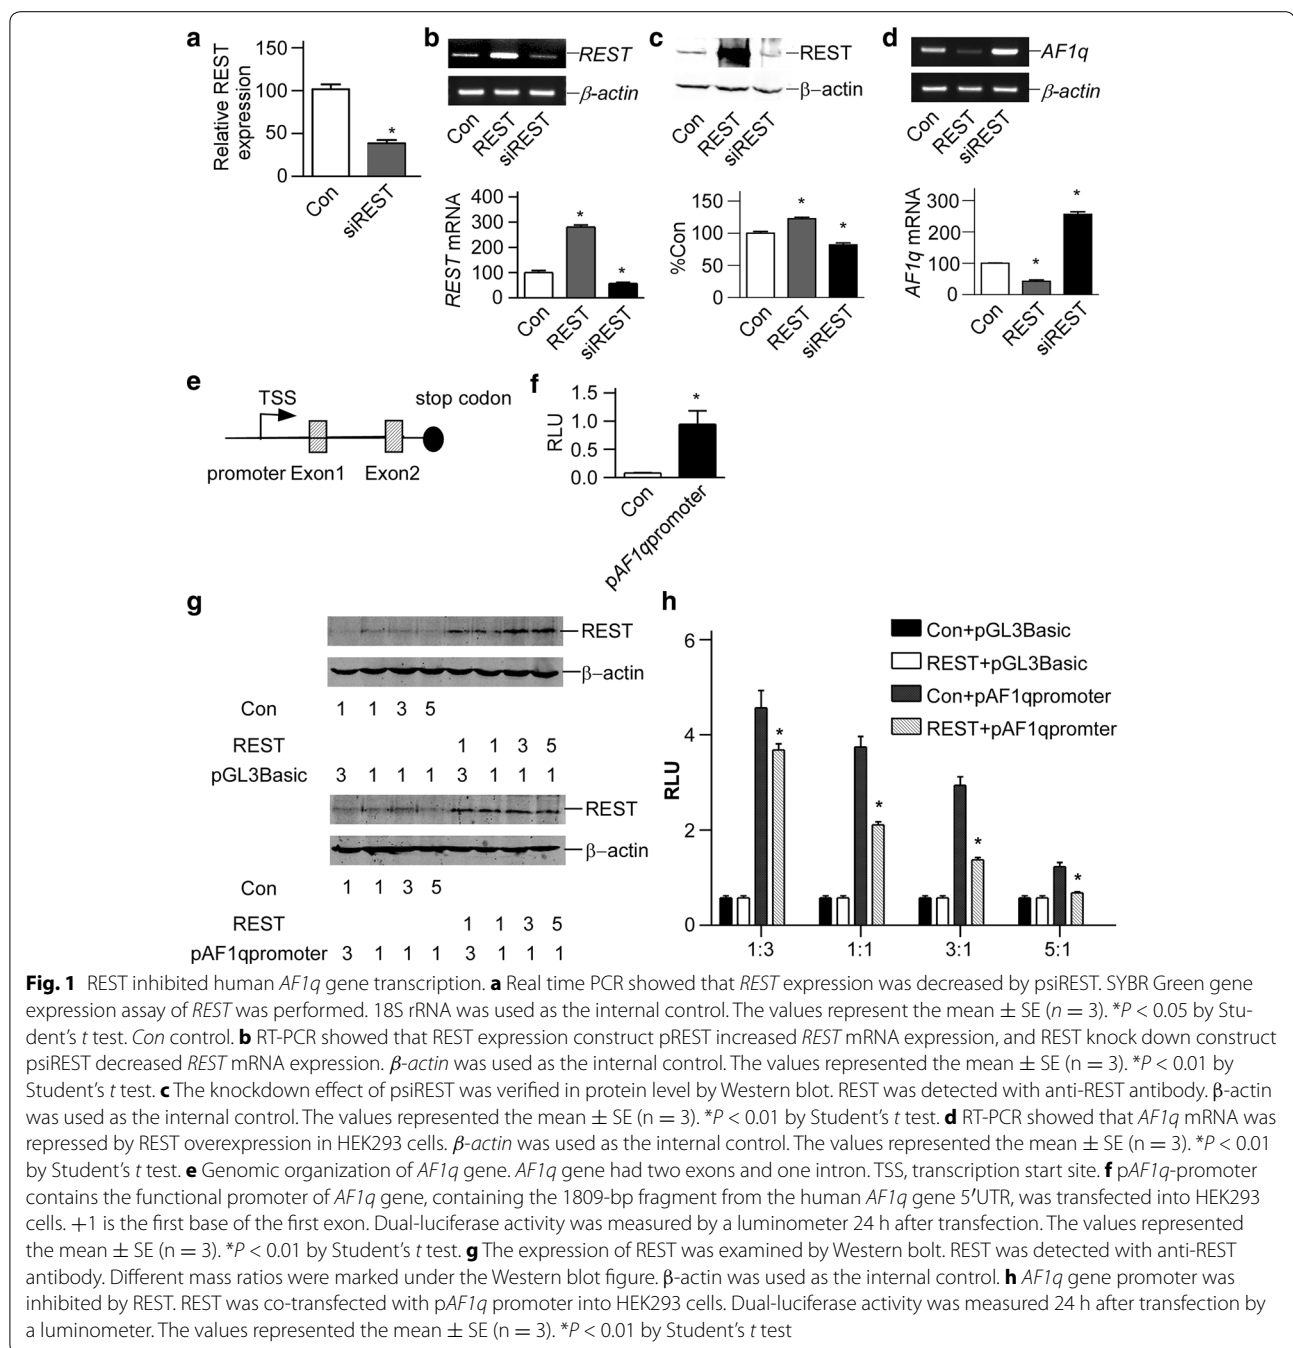 a
Relative REST
expression
150
100
50
0
*
Con
siREST
b
REST
β-actin
Con
REST
siREST
REST mRNA
400
300
200
100
0
*
*
Con
REST
siREST
c
REST
β–actin
Con
REST
siREST
%Con
150
100
50
0
*
*
Con
REST
siREST
d
AF1q
β-actin
Con
REST
siREST
AF1q mRNA
300
200
100
0
*
*
Con
REST
siREST
e
TSS
stop codon
promoter Exon1 Exon2
f
RLU
1.5
1.0
0.5
0.0
*
Con
pAF1qpromoter
g
REST
β–actin
Con 1 1 3 5
REST 1 1 3 5
pGL3Basic 3 1 1 1 3 1 1 1
REST
β–actin
Con 1 1 3 5
REST 1 1 3 5
pAF1qpromoter 3 1 1 1 3 1 1 1
h
Con+pGL3Basic
REST+pGL3Basic
Con+pAF1qpromoter
REST+pAF1qpromter
RLU
6
4
2
0
*
*
*
*
1:3 1:1 3:1 5:1
Fig. 1 REST inhibited human AF1q gene transcription. a Real time PCR showed that REST expression was decreased by psiREST. SYBR Green gene
expression assay of REST was performed. 18S rRNA was used as the internal control. The values represent the mean ± SE (n = 3). *P < 0.05 by Stu-
dent’s t test. Con control. b RT-PCR showed that REST expression construct pREST increased REST mRNA expression, and REST knock down construct
psiREST decreased REST mRNA expression. β-actin was used as the internal control. The values represented the mean ± SE (n = 3). *P < 0.01 by
Student’s t test. c The knockdown effect of psiREST was verified in protein level by Western blot. REST was detected with anti-REST antibody. β-actin
was used as the internal control. The values represented the mean ± SE (n = 3). *P < 0.01 by Student’s t test. d RT-PCR showed that AF1q mRNA was
repressed by REST overexpression in HEK293 cells. β-actin was used as the internal control. The values represented the mean ± SE (n = 3). *P < 0.01
by Student’s t test. e Genomic organization of AF1q gene. AF1q gene had two exons and one intron. TSS, transcription start site. f pAF1q-promoter
contains the functional promoter of AF1q gene, containing the 1809-bp fragment from the human AF1q gene 5′UTR, was transfected into HEK293
cells. +1 is the first base of the first exon. Dual-luciferase activity was measured by a luminometer 24 h after transfection. The values represented
the mean ± SE (n = 3). *P < 0.01 by Student’s t test. g The expression of REST was examined by Western bolt. REST was detected with anti-REST
antibody. Different mass ratios were marked under the Western blot figure. β-actin was used as the internal control. h AF1q gene promoter was
inhibited by REST. REST was co-transfected with pAF1q promoter into HEK293 cells. Dual-luciferase activity was measured 24 h after transfection by
a luminometer. The values represented the mean ± SE (n = 3). *P < 0.01 by Student’s t test